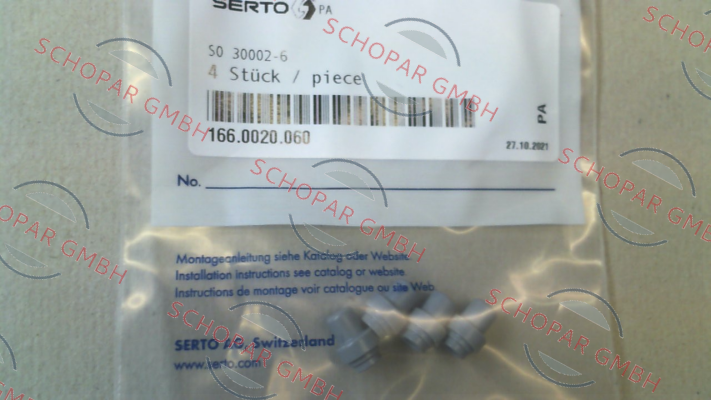 SERTO PA
SO 30002-6
4 Stück / piece
166.0020.060
27.10.2021
PA
No.
Montageanleitung siehe Katalog oder Website
Installation instructions see catalog or website
Instructions de montage voir catalogue ou site Web
SERTO AG, Switzerland
www.serto.com
SCHOPAR GMBH
SCHOPAR GMBH
SCHOPAR GMBH
SCHOPAR GMBH
SCHOPAR GMBH
SCHOPAR GMBH
SCHOPAR GMBH
SCHOPAR GMBH